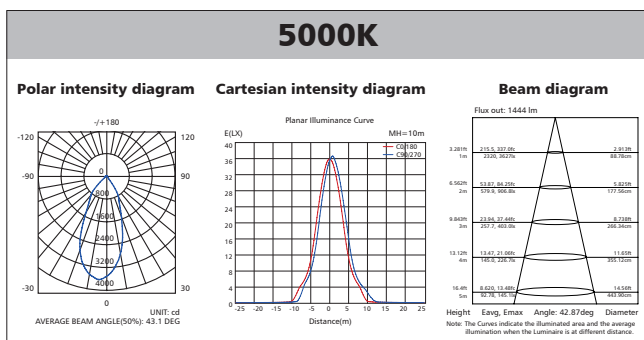 5000K
Polar intensity diagram
-/+180
-120
120
-90
90
0
800
1600
2400
3200
4000
-30
30
0
UNIT: cd
AVERAGE BEAM ANGLE(50%): 43.1 DEG
Cartesian intensity diagram
Planar Illuminance Curve
E(LX)
MH=10m
C0/180
C90/270
40
36
32
28
24
20
16
12
8
4
0
-25 -20 -15 -10 -5 0 5 10 15 20 25
Distance(m)
Beam diagram
Flux out: 1444 lm
3.281ft 215.5, 337.0fc 2.913ft
1m 2320, 3627lx 88.78cm
6.562ft 53.87, 84.25fc 5.825ft
2m 579.9, 906.8lx 177.56cm
9.843ft 23.94, 37.44fc 8.738ft
3m 257.7, 403.0lx 266.34cm
13.12ft 13.47, 21.06fc 11.65ft
4m 145.0, 226.7lx 355.12cm
16.4ft 8.620, 13.48fc 14.56ft
5m 92.78, 145.1lx 443.90cm
Height Eavg, Emax Angle: 42.87deg Diameter
Note: The Curves indicate the illuminated area and the average
illumination when the Luminaire is at different distance.